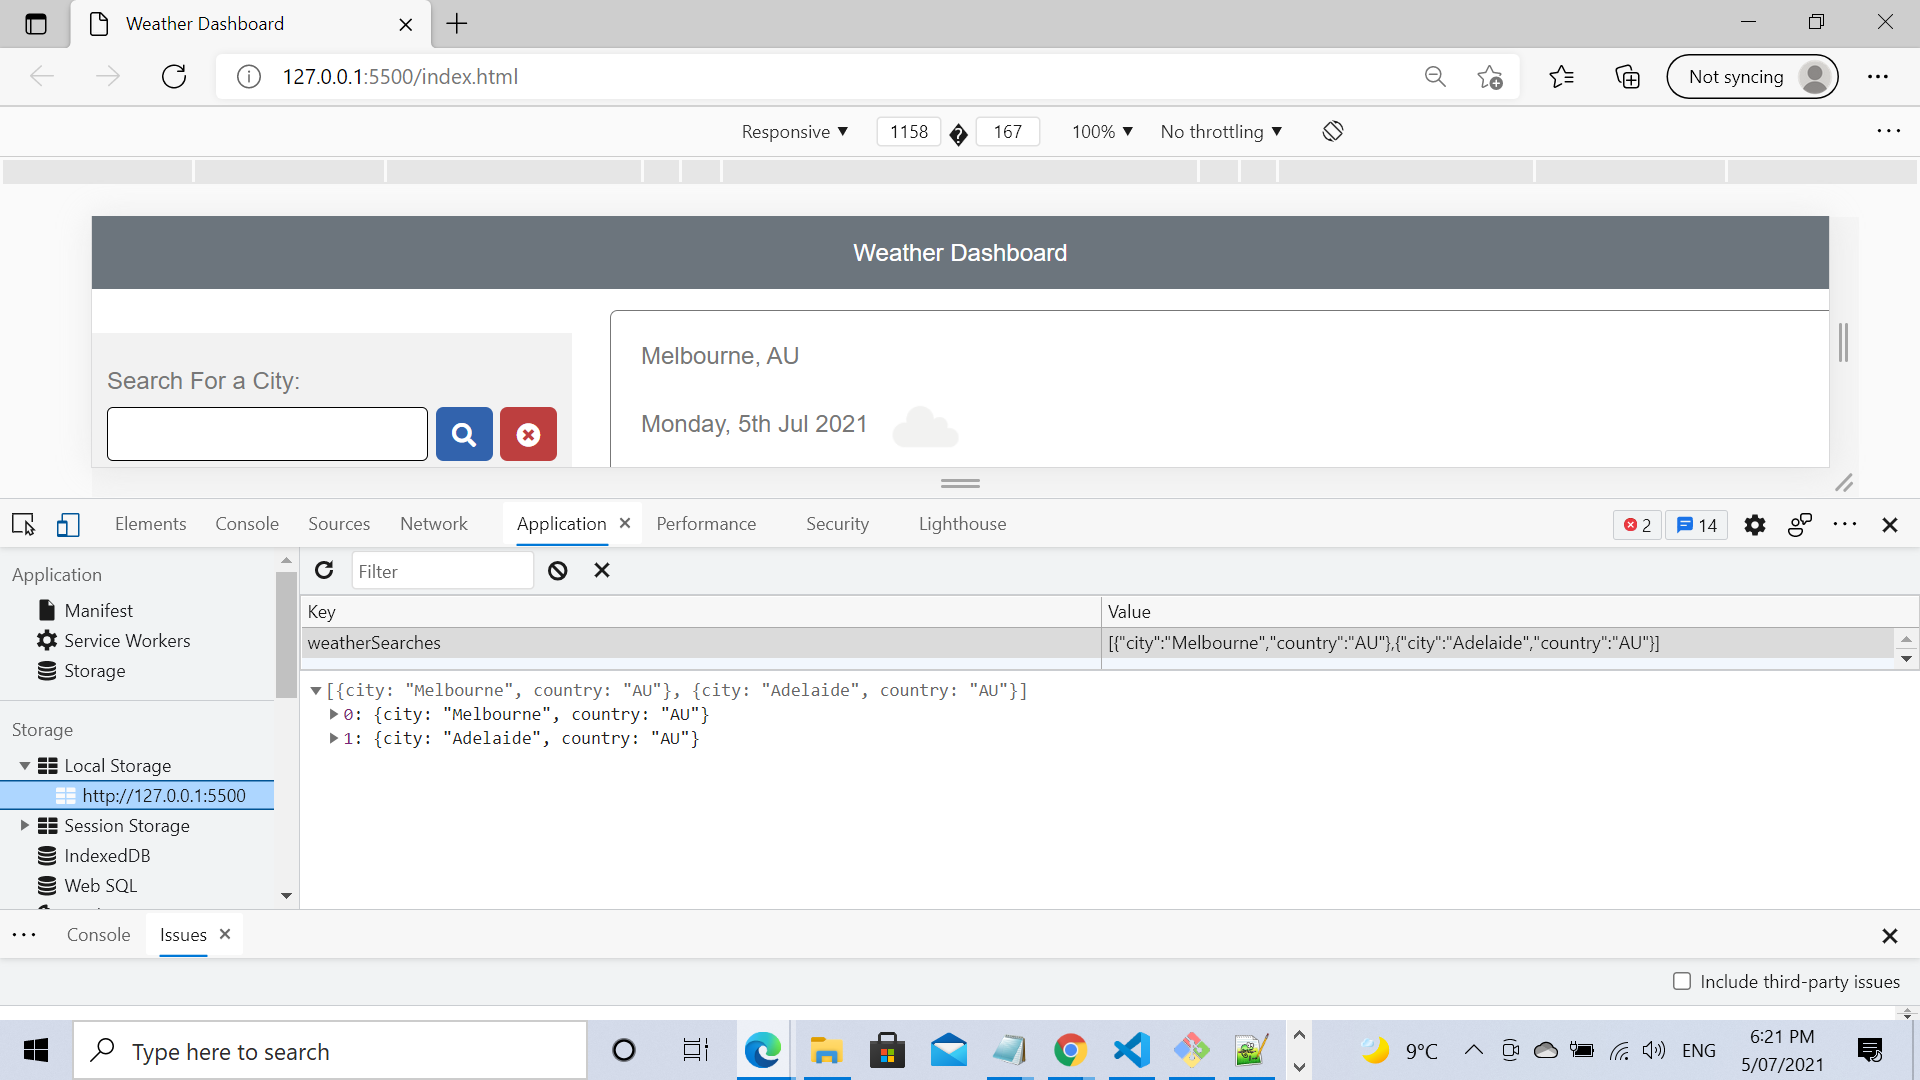 Weather Dashboard
127.0.0.1:5500/index.html
Not syncing
Responsive ▼ 1158 � 167 100% ▼ No throttling ▼
Weather Dashboard
Search For a City:
Melbourne, AU
Monday, 5th Jul 2021
Elements Console Sources Network Application Performance Security Lighthouse 2 14
Application
Manifest
Service Workers
Storage
Storage
Local Storage
http://127.0.0.1:5500
Session Storage
IndexedDB
Web SQL
Filter
Key Value
weatherSearches [{"city":"Melbourne","country":"AU"},{"city":"Adelaide","country":"AU"}]
[{city: "Melbourne", country: "AU"}, {city: "Adelaide", country: "AU"}]
0: {city: "Melbourne", country: "AU"}
1: {city: "Adelaide", country: "AU"}
Console Issues
Include third-party issues
Type here to search
9°C ENG
6:21 PM
5/07/2021